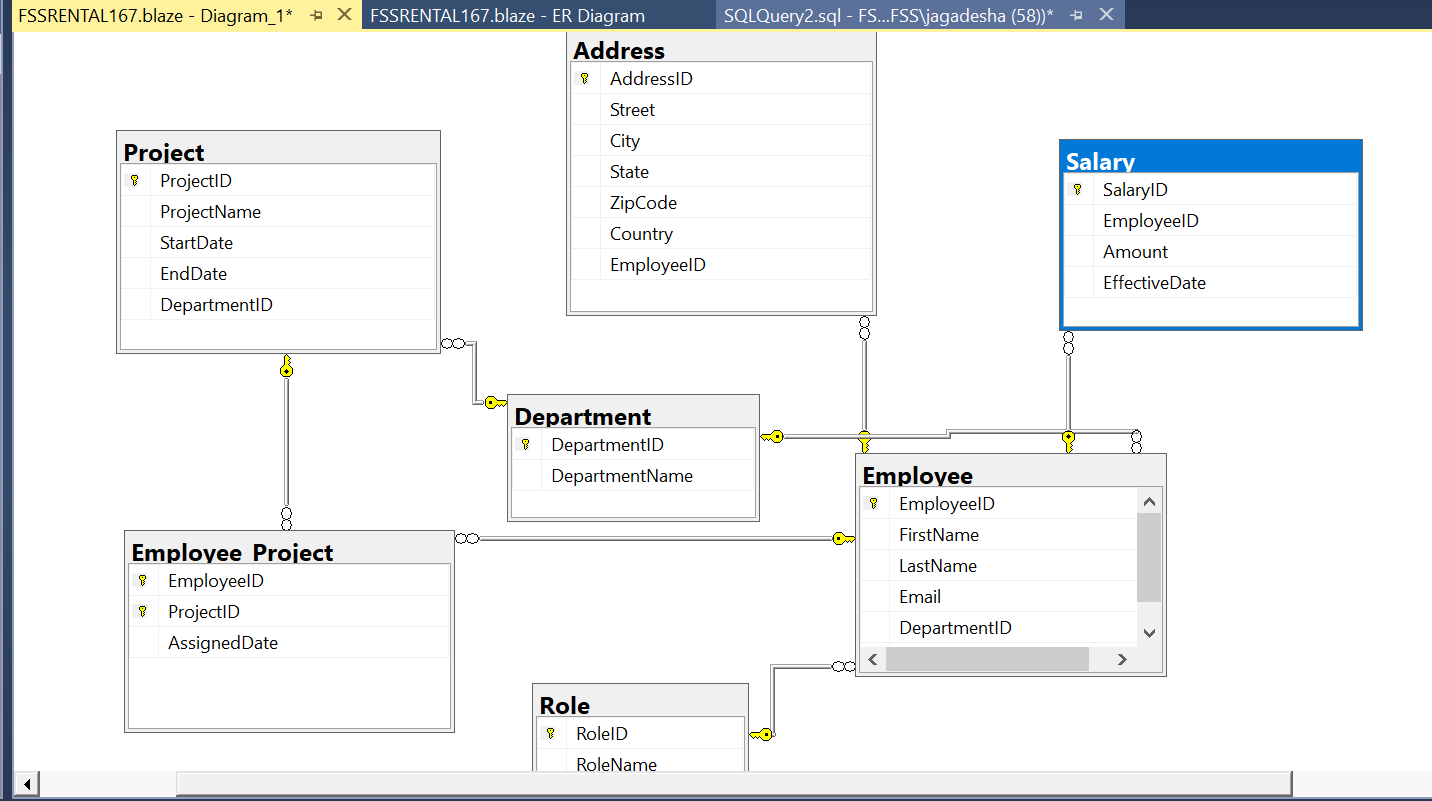 FSSRENTAL167.blaze - Diagram_1*
FSSRENTAL167.blaze - ER Diagram
SQLQuery2.sql - FS...FSS\jagadesha (58))*
Address
AddressID
Street
City
State
ZipCode
Country
EmployeeID
Project
ProjectID
ProjectName
StartDate
EndDate
DepartmentID
Salary
SalaryID
EmployeeID
Amount
EffectiveDate
Department
DepartmentID
DepartmentName
Employee
EmployeeID
FirstName
LastName
Email
DepartmentID
Employee_Project
EmployeeID
ProjectID
AssignedDate
Role
RoleID
RoleName